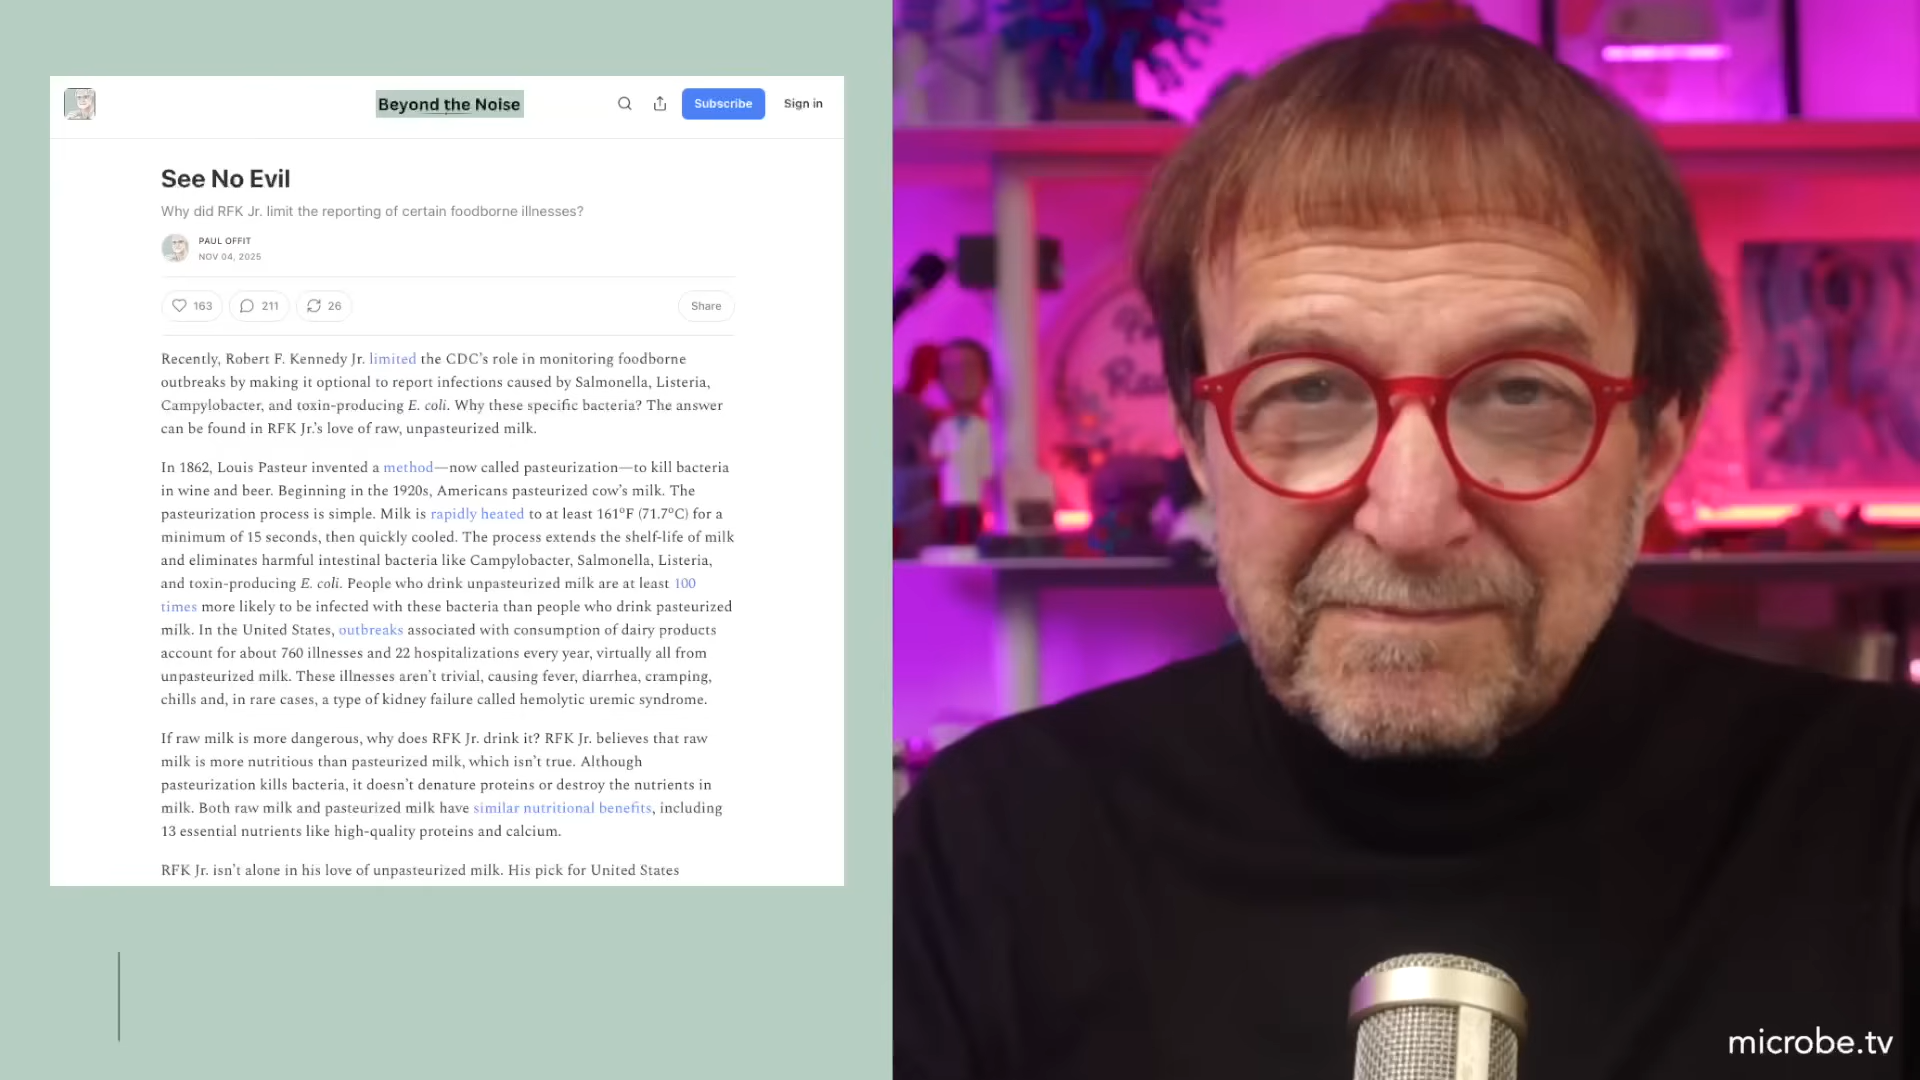 Beyond the Noise
Subscribe
Sign in
See No Evil
Why did RFK Jr. limit the reporting of certain foodborne illnesses?
PAUL OFFIT
NOV 04, 2025
163
211
26
Share
Recently, Robert F. Kennedy Jr. limited the CDC's role in monitoring foodborne
outbreaks by making it optional to report infections caused by Salmonella, Listeria,
Campylobacter, and toxin-producing E. coli. Why these specific bacteria? The answer
can be found in RFK Jr.'s love of raw, unpasteurized milk.
In 1862, Louis Pasteur invented a method—now called pasteurization—to kill bacteria
in wine and beer. Beginning in the 1920s, Americans pasteurized cow's milk. The
pasteurization process is simple. Milk is rapidly heated to at least 161°F (71.7°C) for a
minimum of 15 seconds, then quickly cooled. The process extends the shelf-life of milk
and eliminates harmful intestinal bacteria like Campylobacter, Salmonella, Listeria,
and toxin-producing E. coli. People who drink unpasteurized milk are at least 100
times more likely to be infected with these bacteria than people who drink pasteurized
milk. In the United States, outbreaks associated with consumption of dairy products
account for about 760 illnesses and 22 hospitalizations every year, virtually all from
unpasteurized milk. These illnesses aren't trivial, causing fever, diarrhea, cramping,
chills and, in rare cases, a type of kidney failure called hemolytic uremic syndrome.
If raw milk is more dangerous, why does RFK Jr. drink it? RFK Jr. believes that raw
milk is more nutritious than pasteurized milk, which isn't true. Although
pasteurization kills bacteria, it doesn't denature proteins or destroy the nutrients in
milk. Both raw milk and pasteurized milk have similar nutritional benefits, including
13 essential nutrients like high-quality proteins and calcium.
RFK Jr. isn't alone in his love of unpasteurized milk. His pick for United States
microbe.tv